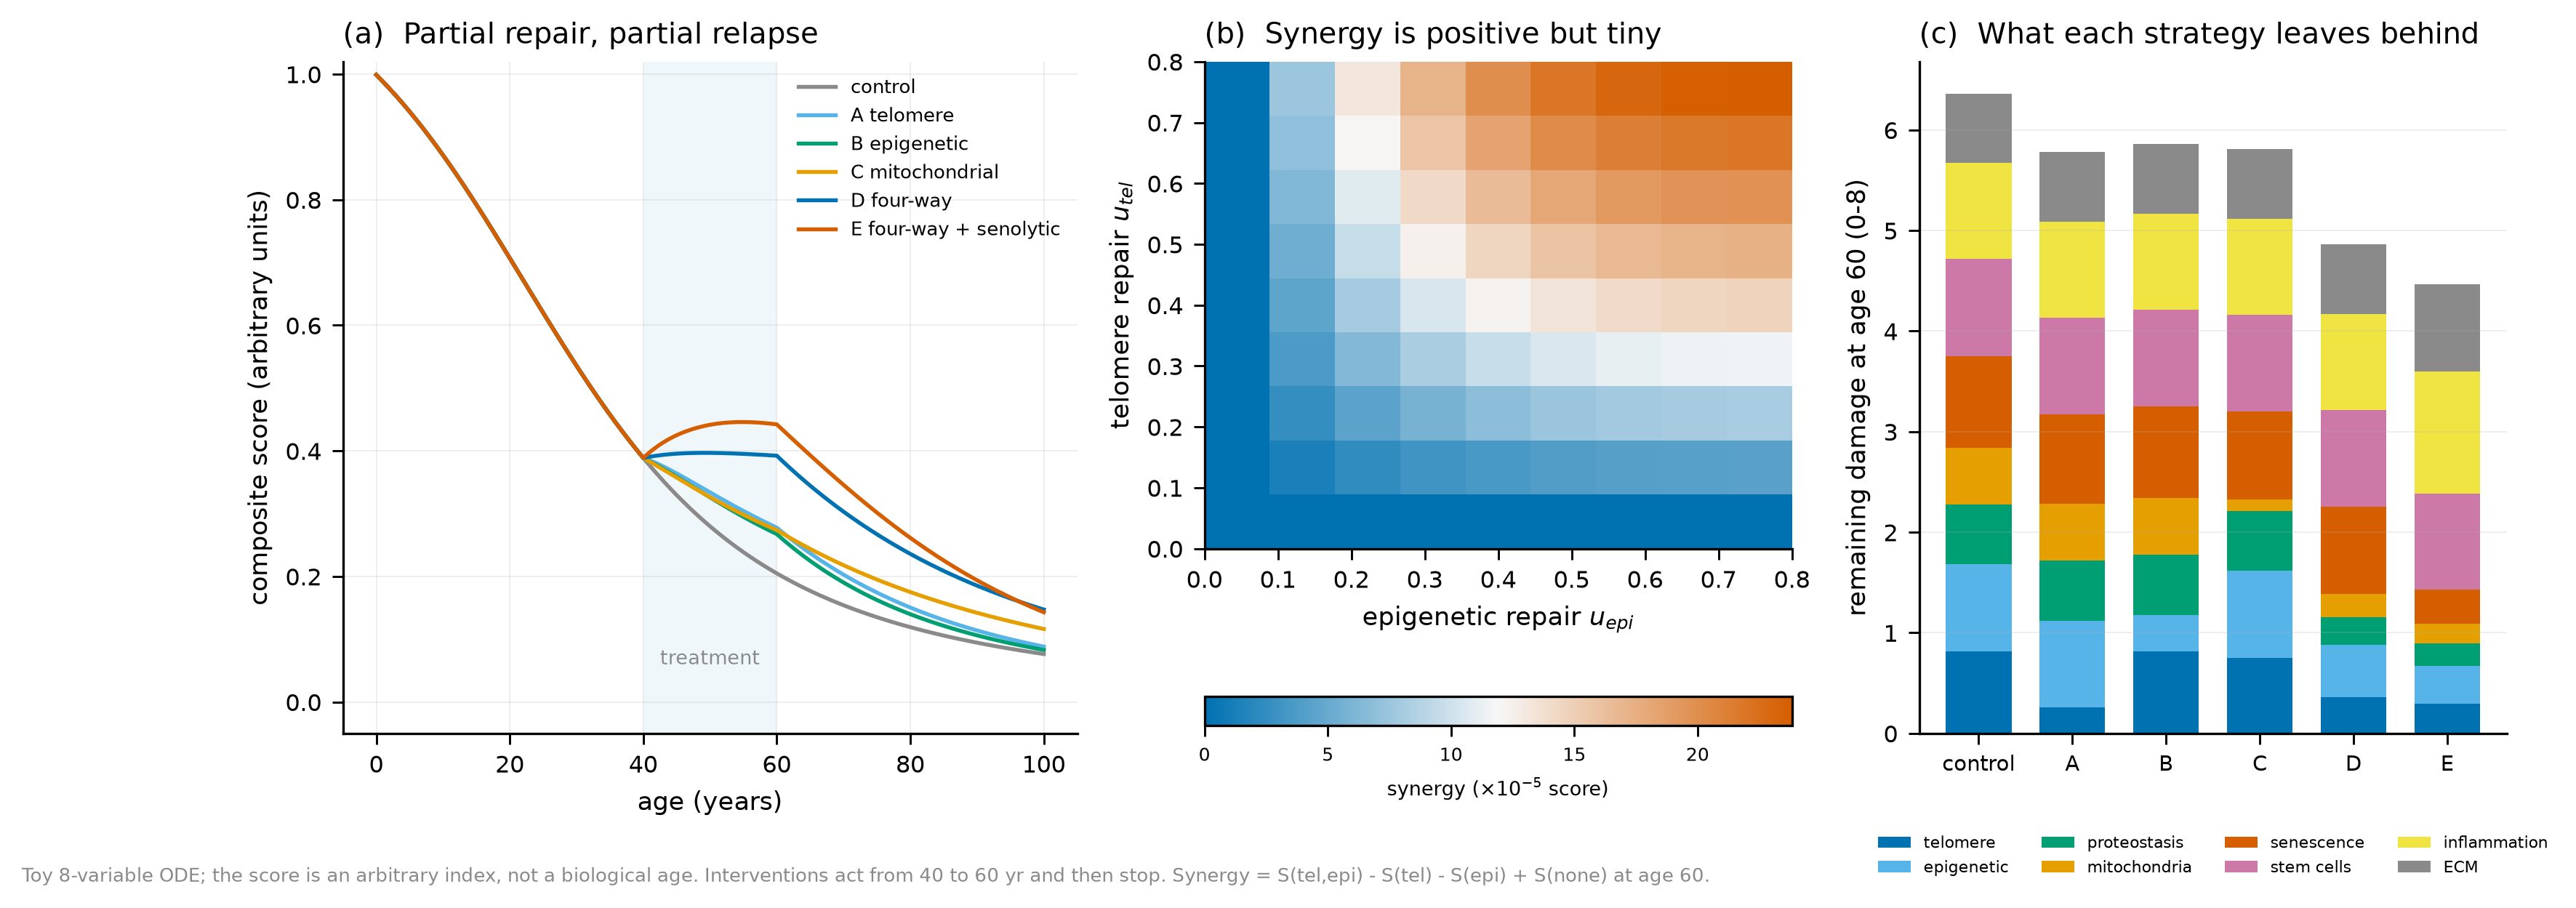 (a) Partial repair, partial relapse
composite score (arbitrary units)
1.0
0.8
0.6
0.4
0.2
0.0
control
A telomere
B epigenetic
C mitochondrial
D four-way
E four-way + senolytic
treatment
0 20 40 60 80 100
age (years)
(b) Synergy is positive but tiny
telomere repair u_tel
0.8
0.7
0.6
0.5
0.4
0.3
0.2
0.1
0.0
0.0 0.1 0.2 0.3 0.4 0.5 0.6 0.7 0.8
epigenetic repair u_epi
0 5 10 15 20
synergy (×10⁻⁵ score)
(c) What each strategy leaves behind
remaining damage at age 60 (0-8)
6
5
4
3
2
1
0
control A B C D E
telomere proteostasis senescence inflammation
epigenetic mitochondria stem cells ECM
Toy 8-variable ODE; the score is an arbitrary index, not a biological age. Interventions act from 40 to 60 yr and then stop. Synergy = S(tel,epi) - S(tel) - S(epi) + S(none) at age 60.